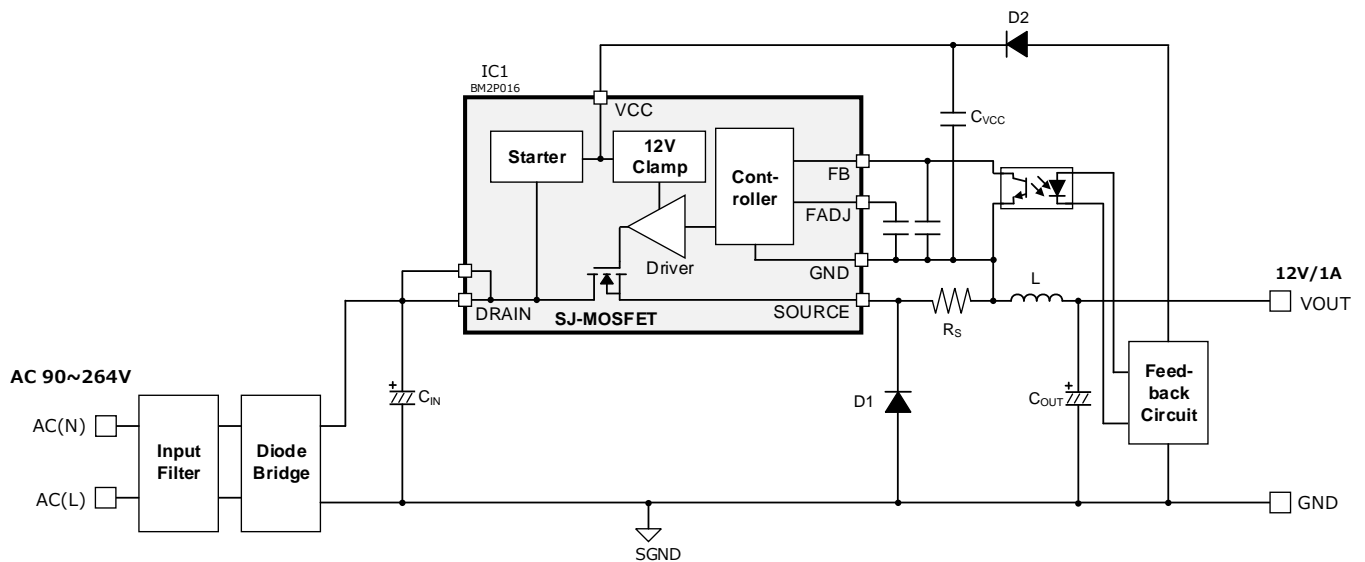 D2
IC1
BM2P016
VCC
CVCC
Starter
12V
Clamp
Cont-
roller
FB
FADJ
Driver
GND
DRAIN
SJ-MOSFET
SOURCE
RS
L
12V/1A
VOUT
AC 90~264V
CIN
D1
COUT
Feed-
back
Circuit
AC(N)
Input
Filter
Diode
Bridge
AC(L)
GND
SGND